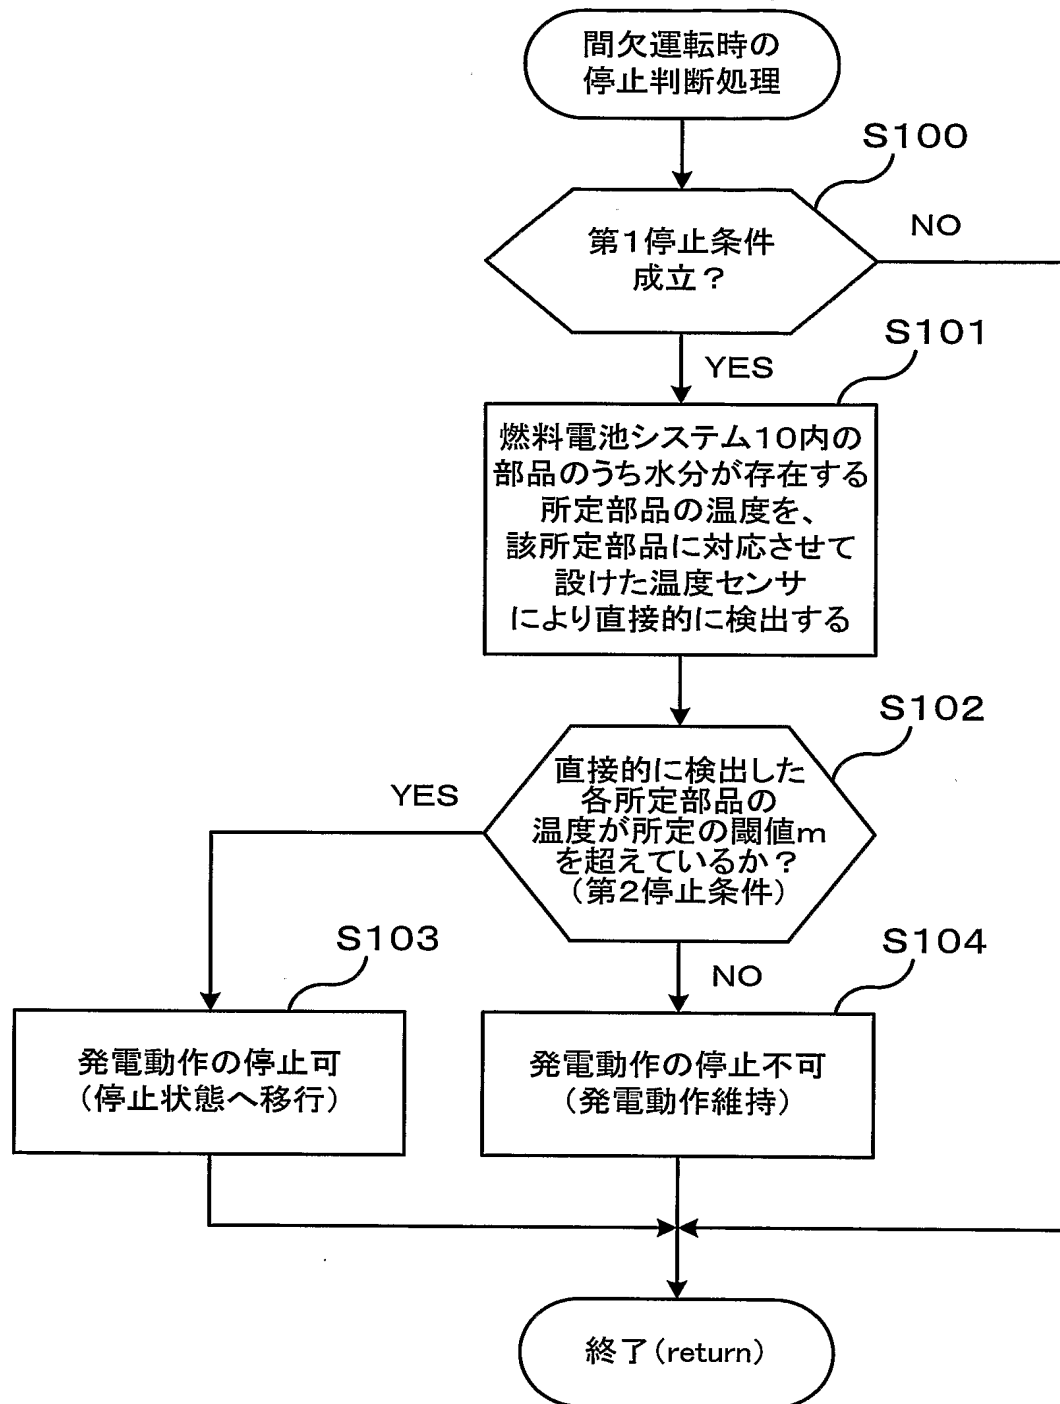 間欠運転時の
停止判断処理
S100
第1停止条件
成立?
NO
YES
S101
燃料電池システム10内の
部品のうち水分が存在する
所定部品の温度を、
該所定部品に対応させて
設けた温度センサ
により直接的に検出する
S102
直接的に検出した
各所定部品の
温度が所定の閾値m
を超えているか?
(第2停止条件)
YES
NO
S103
発電動作の停止可
(停止状態へ移行)
S104
発電動作の停止不可
(発電動作維持)
終了(return)